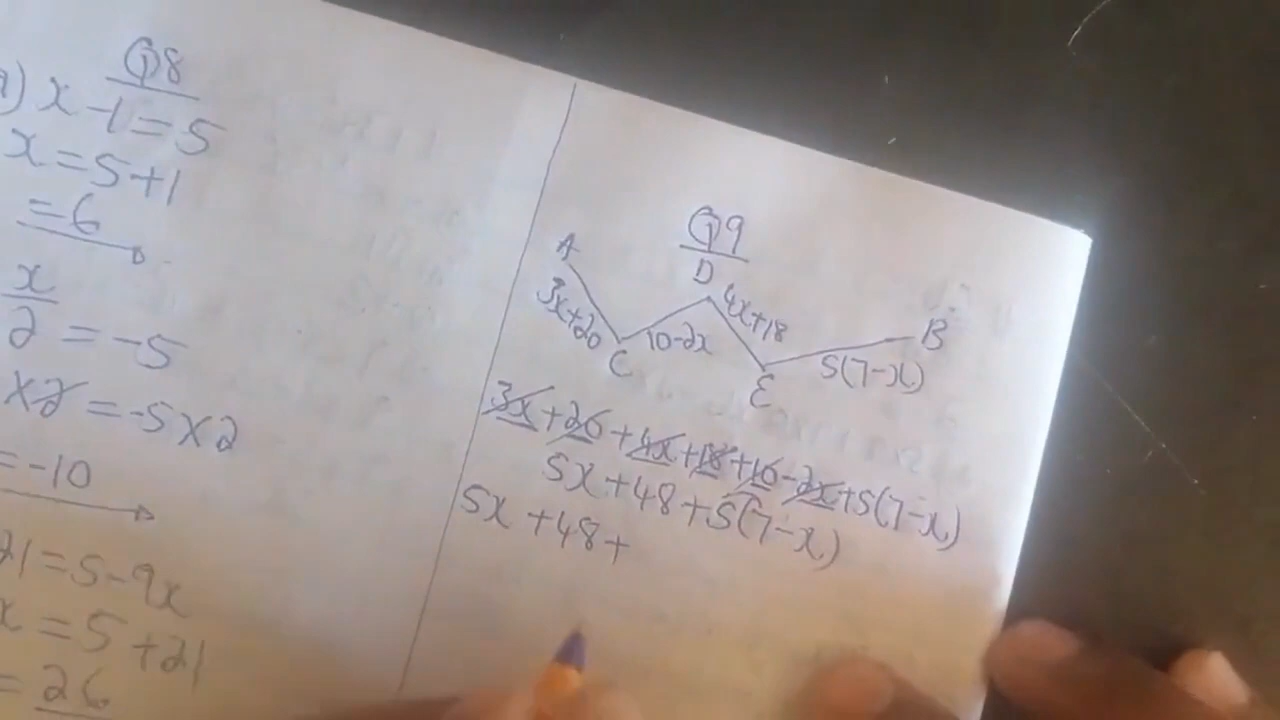 Q8
a) x-1=5
x=5+1
=6
x/2 = -5
x2 = -5x2
= -10
21=5-9x
x = 5+21
= 26
Q9
A
D
3x+20
10-2x
4x+18
B
C
E
5(7-x)
3x+20+4x+18+10-2x+5(7-x)
5x+48+5(7-x)
5x+48+